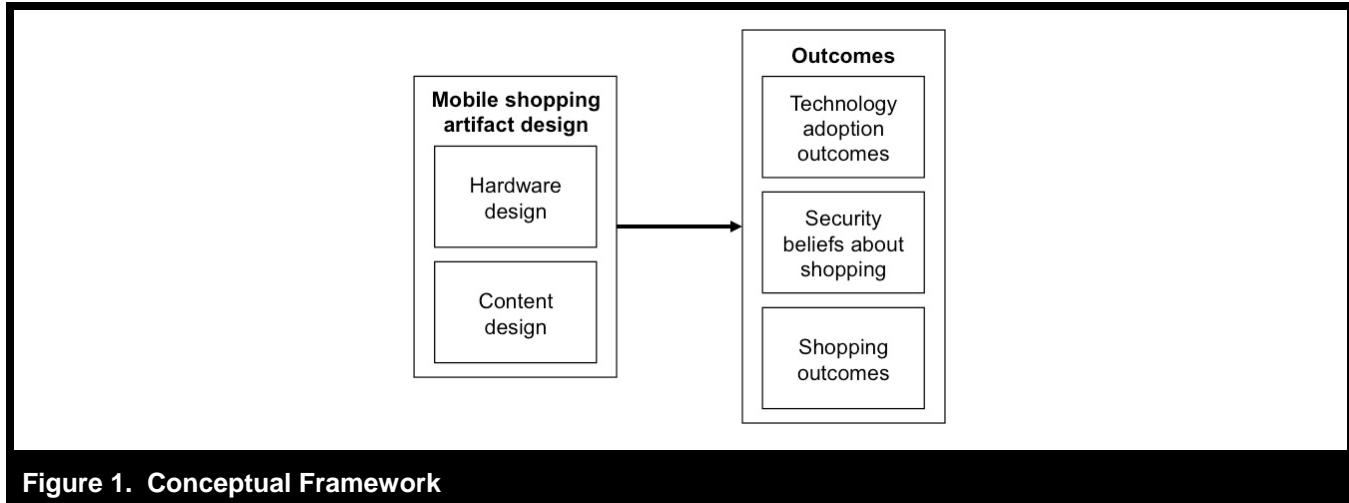 Mobile shopping
artifact design
Hardware
design
Content
design
Outcomes
Technology
adoption
outcomes
Security
beliefs about
shopping
Shopping
outcomes
Figure 1. Conceptual Framework